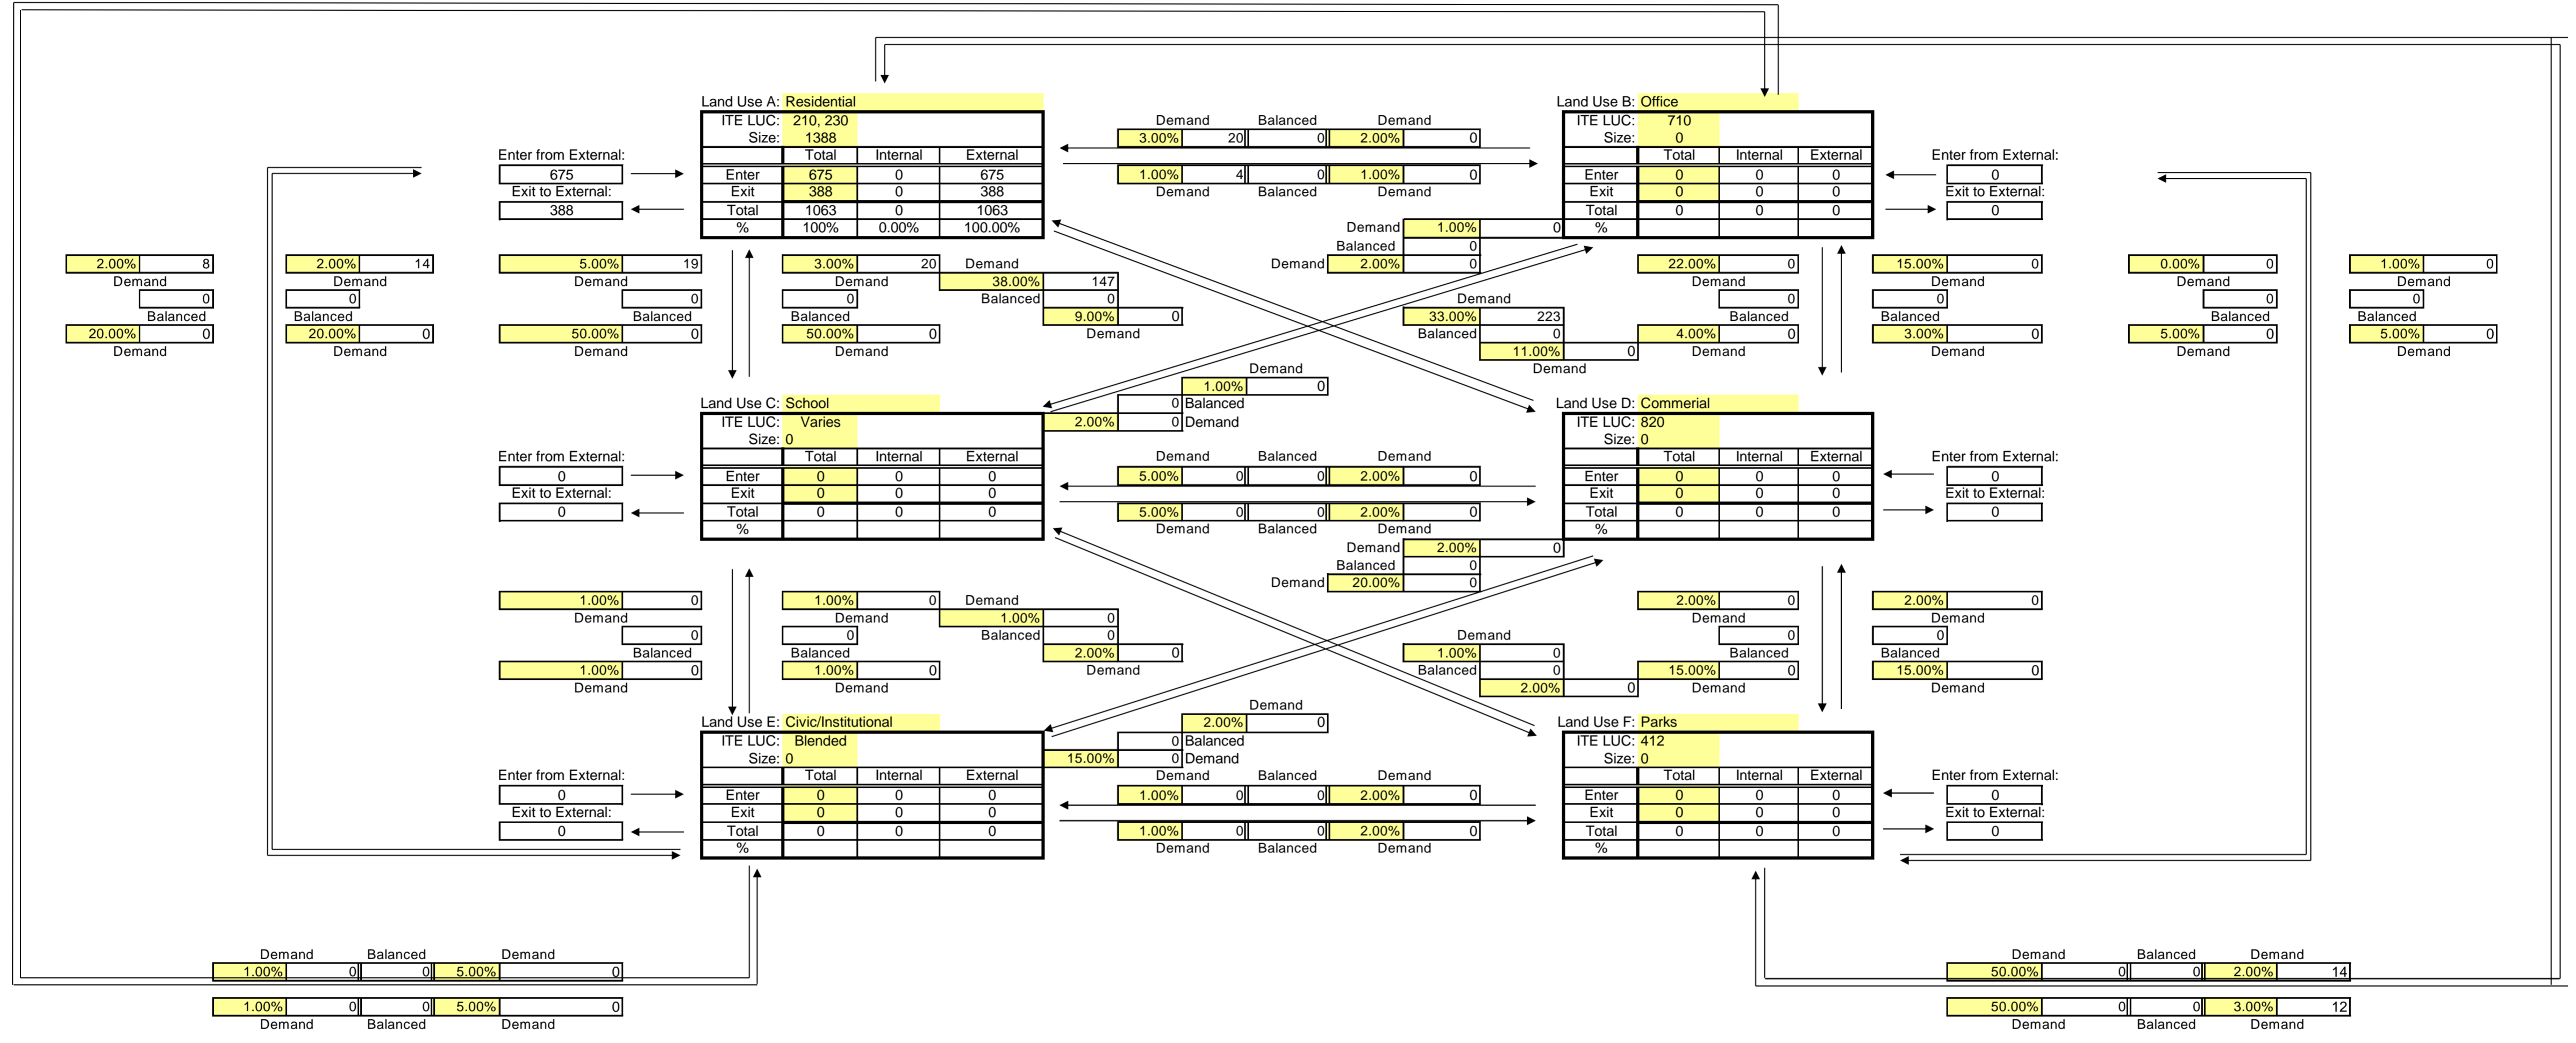 Land Use A: Residential
Land Use B: Office
ITE LUC: 210, 230
Demand Balanced Demand
ITE LUC: 710
Size: 1388
3.00% 20 0 2.00% 0
Size: 0
Enter from External:
Total Internal External
Total Internal External
Enter from External:
675
Enter 675 0 675
1.00% 4 0 1.00% 0
Enter 0 0 0
0
Exit to External:
Exit 388 0 388
Demand Balanced Demand
Exit 0 0 0
Exit to External:
388
Total 1063 0 1063
Total 0 0 0
0
% 100% 0.00% 100.00%
Demand 1.00% 0
%
Balanced 0
2.00% 8 2.00% 14 5.00% 19 3.00% 20 Demand
Demand 2.00% 0
22.00% 0 15.00% 0 0.00% 0 1.00% 0
Demand Demand Demand Demand 38.00% 147
Demand Demand Demand Demand
0 0 0 0 Balanced 0
Demand
0 0 0 0
Balanced Balanced Balanced Balanced 9.00% 0
33.00% 223
Balanced Balanced Balanced Balanced
20.00% 0 20.00% 0 50.00% 0 50.00% 0 Demand
Balanced 0
4.00% 0 3.00% 0 5.00% 0 5.00% 0
Demand Demand Demand Demand
11.00% 0
Demand Demand Demand Demand
Demand
Demand
1.00% 0
Land Use C: School
0 Balanced
Land Use D: Commerial
ITE LUC: Varies
2.00% 0 Demand
ITE LUC: 820
Size: 0
Size: 0
Enter from External:
Total Internal External
Demand Balanced Demand
Total Internal External
Enter from External:
0
Enter 0 0 0
5.00% 0 0 2.00% 0
Enter 0 0 0
0
Exit to External:
Exit 0 0 0
Exit 0 0 0
Exit to External:
0
Total 0 0 0
5.00% 0 0 2.00% 0
Total 0 0 0
0
%
Demand Balanced Demand
%
Demand 2.00% 0
Balanced 0
Demand 20.00% 0
1.00% 0 1.00% 0 Demand
2.00% 0 2.00% 0
Demand Demand 1.00% 0
Demand Demand
0 0 Balanced 0
Demand
0 0
Balanced Balanced 2.00% 0
1.00% 0
Balanced Balanced
1.00% 0 1.00% 0 Demand
Balanced 0
15.00% 0 15.00% 0
Demand Demand
2.00% 0
Demand Demand
Demand
Land Use E: Civic/Institutional
2.00% 0
Land Use F: Parks
ITE LUC: Blended
0 Balanced
ITE LUC: 412
Size: 0
15.00% 0 Demand
Size: 0
Enter from External:
Total Internal External
Demand Balanced Demand
Total Internal External
Enter from External:
0
Enter 0 0 0
1.00% 0 0 2.00% 0
Enter 0 0 0
0
Exit to External:
Exit 0 0 0
Exit 0 0 0
Exit to External:
0
Total 0 0 0
1.00% 0 0 2.00% 0
Total 0 0 0
0
%
Demand Balanced Demand
%
Demand Balanced Demand
Demand Balanced Demand
1.00% 0 0 5.00% 0
50.00% 0 0 2.00% 14
1.00% 0 0 5.00% 0
50.00% 0 0 3.00% 12
Demand Balanced Demand
Demand Balanced Demand